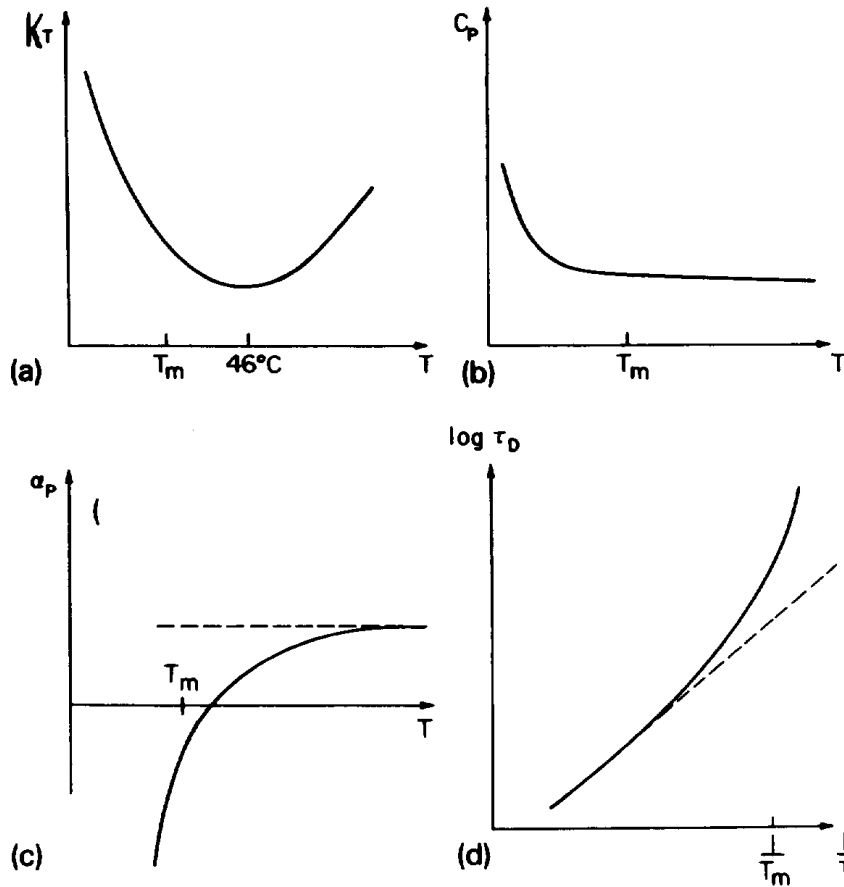 K_T
T_m
46°C
T
(a)
C_P
T_m
T
(b)
α_P
(
T_m
T
(c)
log τ_D
1/T_m
(d)